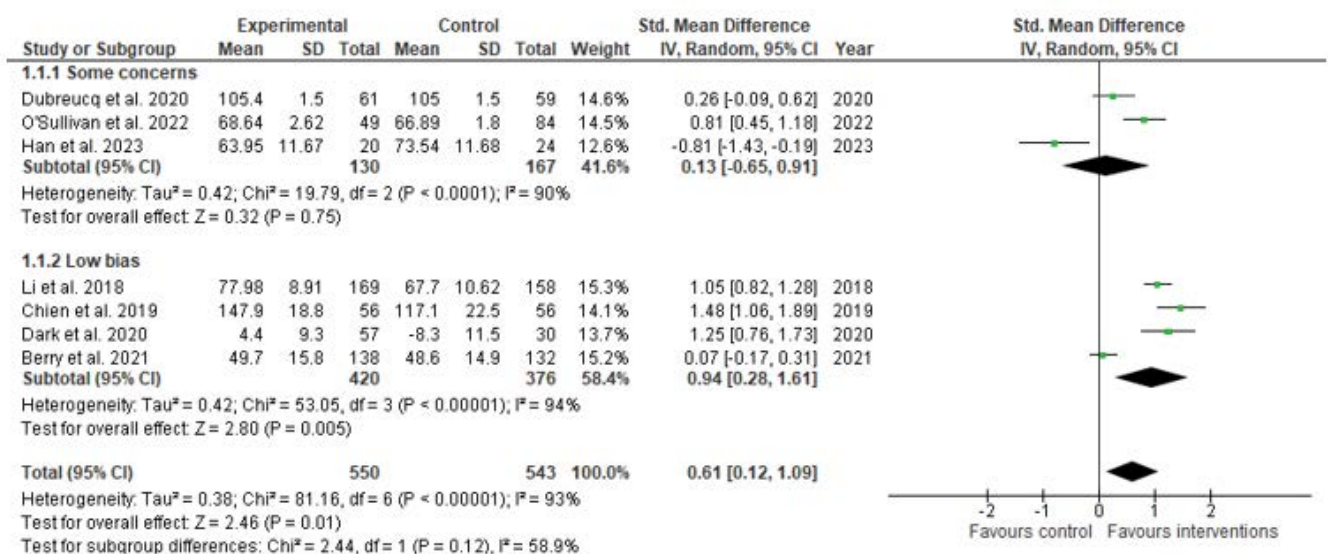 Experimental Control Std. Mean Difference Std. Mean Difference
Study or Subgroup Mean SD Total Mean SD Total Weight IV, Random, 95% CI Year IV, Random, 95% CI
1.1.1 Some concerns
Dubreucq et al. 2020 105.4 1.5 61 105 1.5 59 14.6% 0.26 [-0.09, 0.62] 2020
O'Sullivan et al. 2022 68.64 2.62 49 66.89 1.8 84 14.5% 0.81 [0.45, 1.18] 2022
Han et al. 2023 63.95 11.67 20 73.54 11.68 24 12.6% -0.81 [-1.43, -0.19] 2023
Subtotal (95% CI) 130 167 41.6% 0.13 [-0.65, 0.91]
Heterogeneity: Tau² = 0.42; Chi² = 19.79, df = 2 (P < 0.0001); I² = 90%
Test for overall effect: Z = 0.32 (P = 0.75)
1.1.2 Low bias
Li et al. 2018 77.98 8.91 169 67.7 10.62 158 15.3% 1.05 [0.82, 1.28] 2018
Chien et al. 2019 147.9 18.8 56 117.1 22.5 56 14.1% 1.48 [1.06, 1.89] 2019
Dark et al. 2020 4.4 9.3 57 -8.3 11.5 30 13.7% 1.25 [0.76, 1.73] 2020
Berry et al. 2021 49.7 15.8 138 48.6 14.9 132 15.2% 0.07 [-0.17, 0.31] 2021
Subtotal (95% CI) 420 376 58.4% 0.94 [0.28, 1.61]
Heterogeneity: Tau² = 0.42; Chi² = 53.05, df = 3 (P < 0.00001); I² = 94%
Test for overall effect: Z = 2.80 (P = 0.005)
Total (95% CI) 550 543 100.0% 0.61 [0.12, 1.09]
Heterogeneity: Tau² = 0.38; Chi² = 81.16, df = 6 (P < 0.00001); I² = 93%
Test for overall effect: Z = 2.46 (P = 0.01)
Test for subgroup differences: Chi² = 2.44, df = 1 (P = 0.12), I² = 58.9%
-2 -1 0 1 2
Favours control Favours interventions